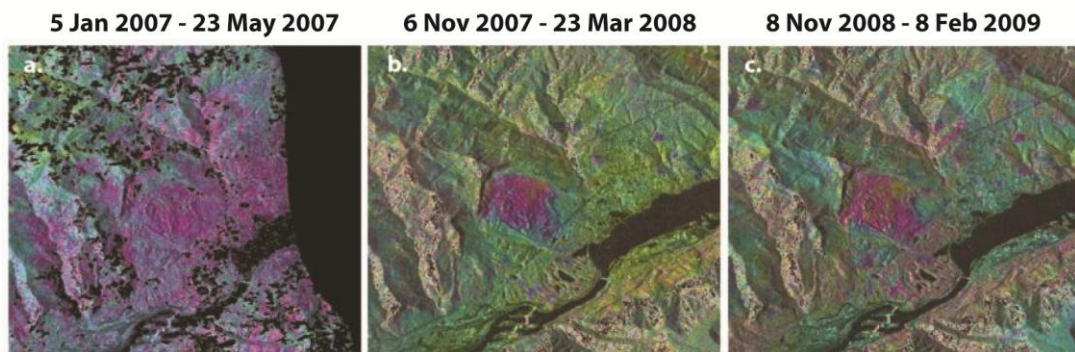 5 Jan 2007 - 23 May 2007
6 Nov 2007 - 23 Mar 2008
8 Nov 2008 - 8 Feb 2009
a.
b.
c.